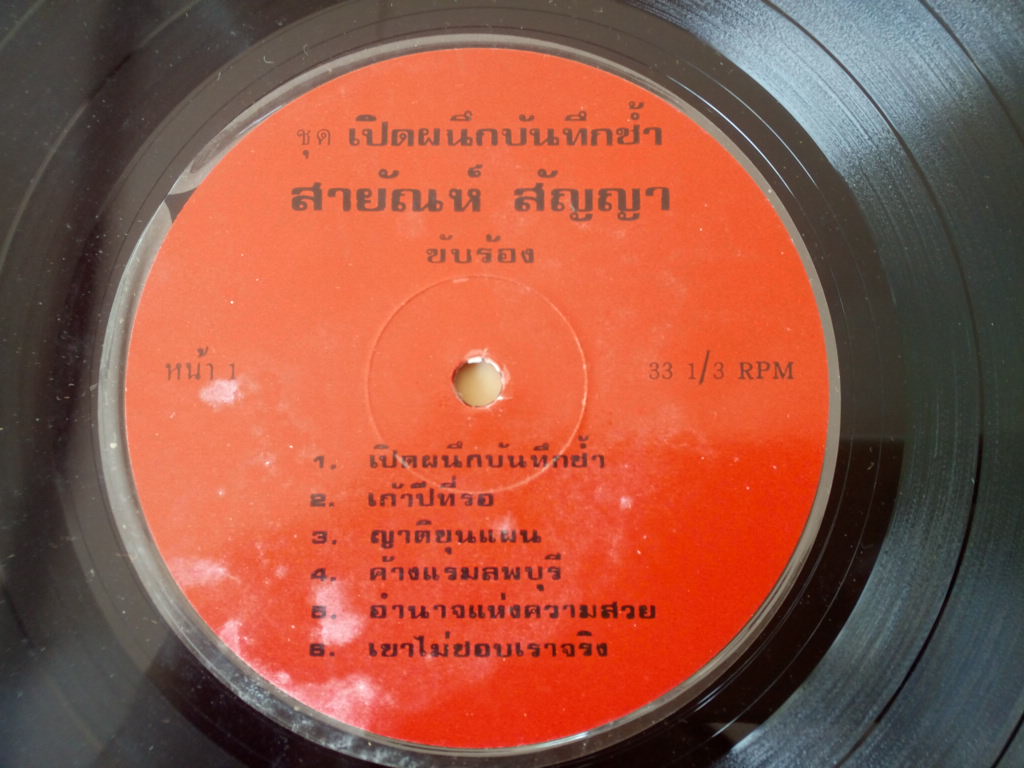 ชุด เปิดผนึกบันทึกช้ำ
สายัณห์ สัญญา
ขับร้อง
หน้า 1
33 1/3 RPM
1. เปิดผนึกบันทึกช้ำ
2. เก้าปีที่รอ
3. ญาติขุนแผน
4. ค้างแรมลพบุรี
5. อำนาจแห่งความสวย
6. เขาไม่ชอบเราจริง